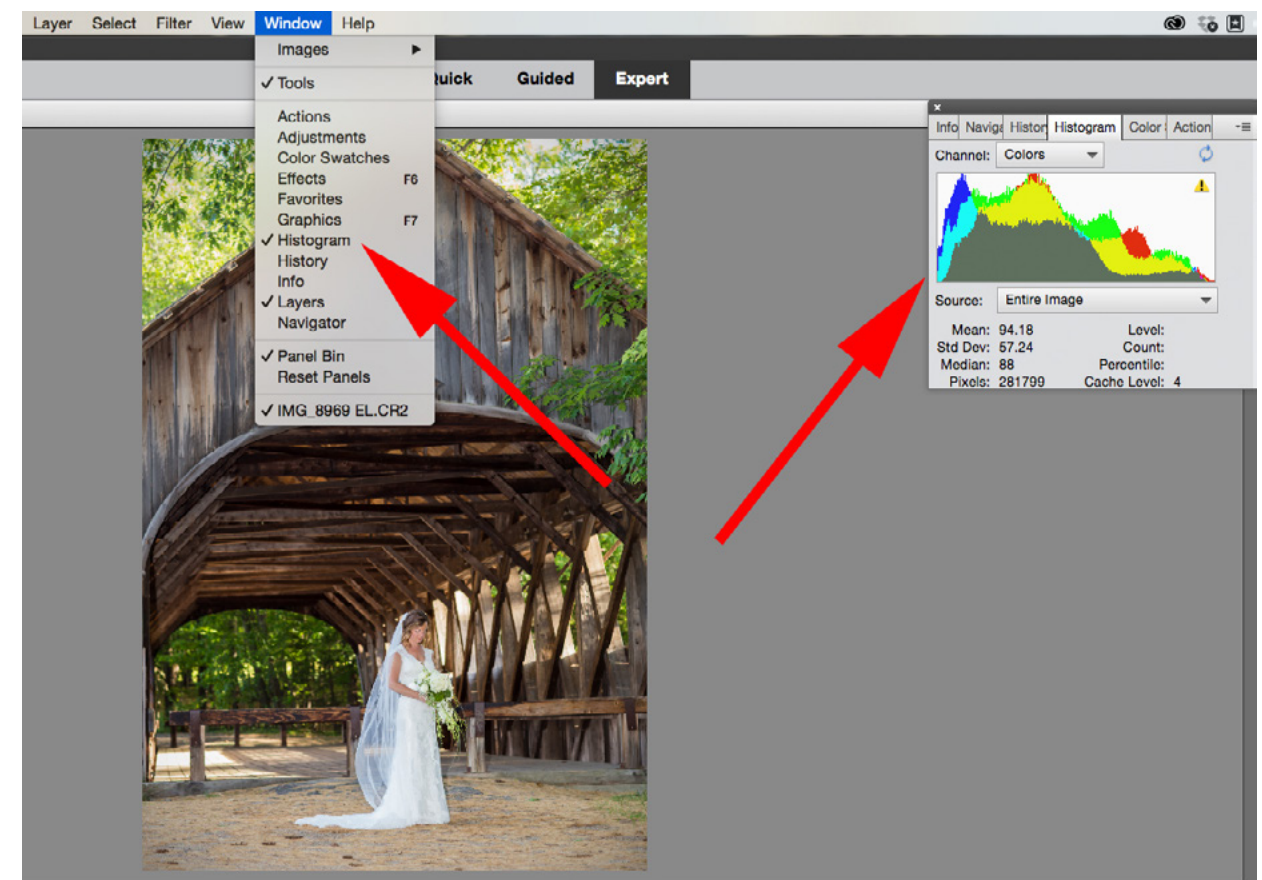 Layer Select Filter View Window Help
Images
✓ Tools
Quick Guided Expert
Actions
Adjustments
Color Swatches
Effects F6
Favorites
Graphics F7
✓ Histogram
History
Info
✓ Layers
Navigator
✓ Panel Bin
Reset Panels
✓ IMG_8969 EL.CR2
x
Info Naviga Histor Histogram Color Action
Channel: Colors
Source: Entire Image
Mean: 94.18 Level:
Std Dev: 57.24 Count:
Median: 88 Percentile:
Pixels: 281799 Cache Level: 4